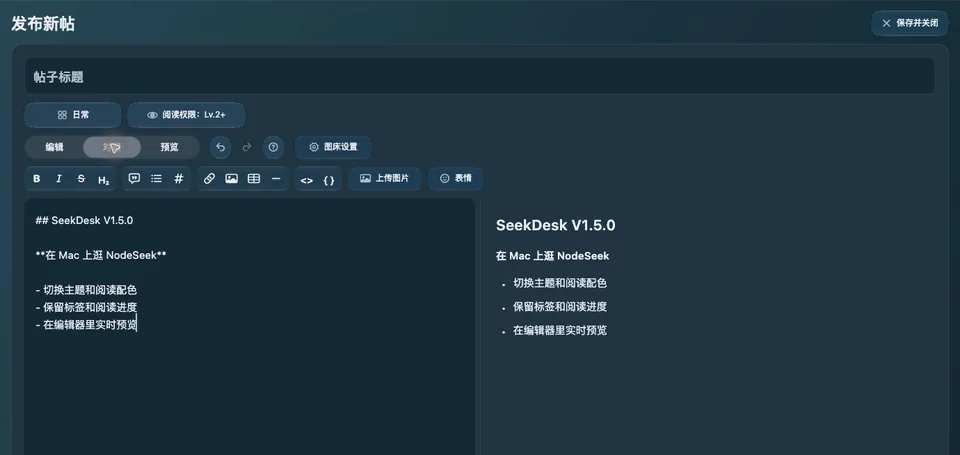 发布新帖
保存并关闭
帖子标题
日常
阅读权限：Lv.2+
编辑
预览
图床设置
B I S H₂
上传图片
表情
## SeekDesk V1.5.0
**在 Mac 上逛 NodeSeek**
- 切换主题和阅读配色
- 保留标签和阅读进度
- 在编辑器里实时预览
SeekDesk V1.5.0
在 Mac 上逛 NodeSeek
• 切换主题和阅读配色
• 保留标签和阅读进度
• 在编辑器里实时预览